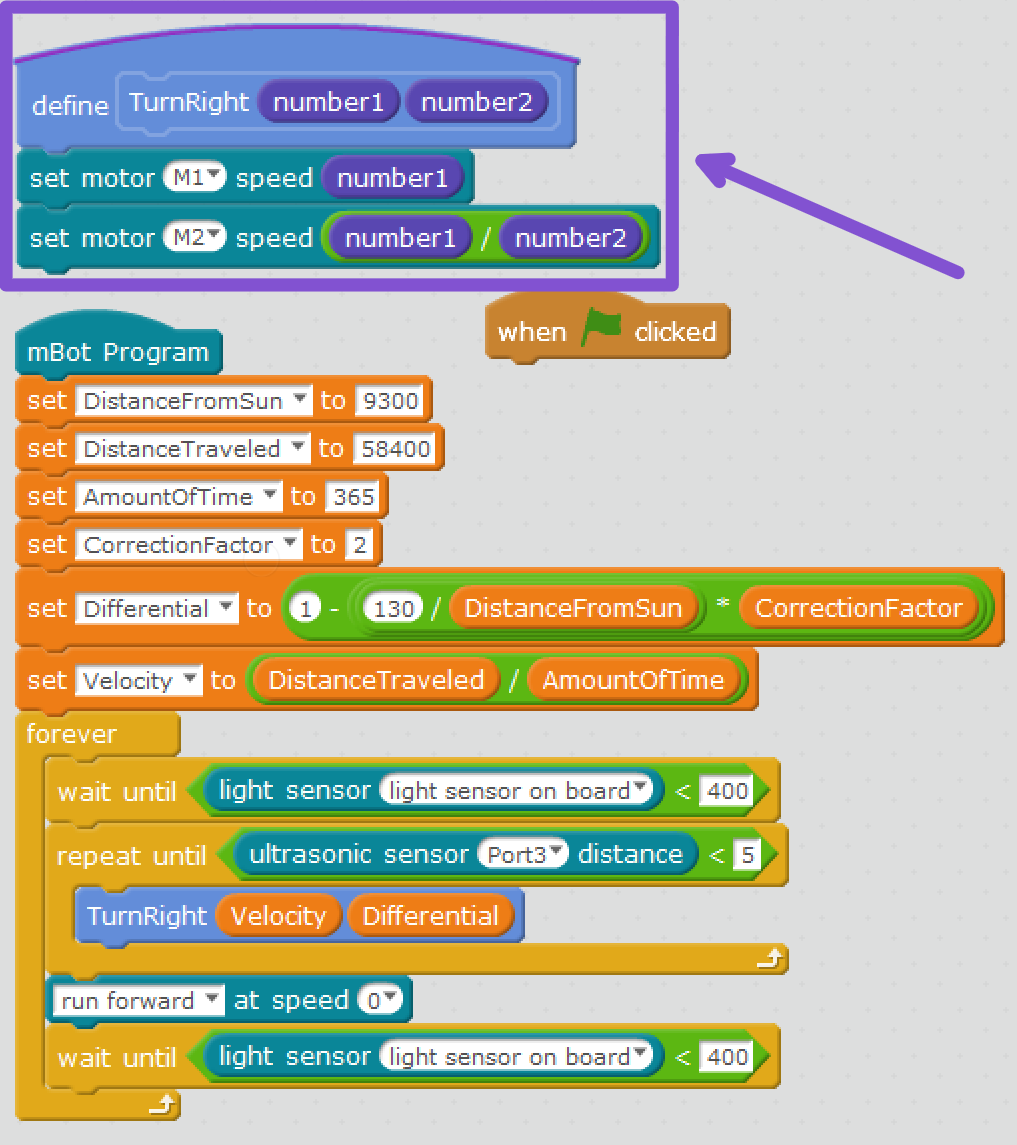 define TurnRight number1 number2
set motor M1 speed number1
set motor M2 speed number1 / number2
when clicked
mBot Program
set DistanceFromSun to 9300
set DistanceTraveled to 58400
set AmountOfTime to 365
set CorrectionFactor to 2
set Differential to 1 - 130 / DistanceFromSun * CorrectionFactor
set Velocity to DistanceTraveled / AmountOfTime
forever
wait until light sensor light sensor on board < 400
repeat until ultrasonic sensor Port3 distance < 5
TurnRight Velocity Differential
run forward at speed 0
wait until light sensor light sensor on board < 400